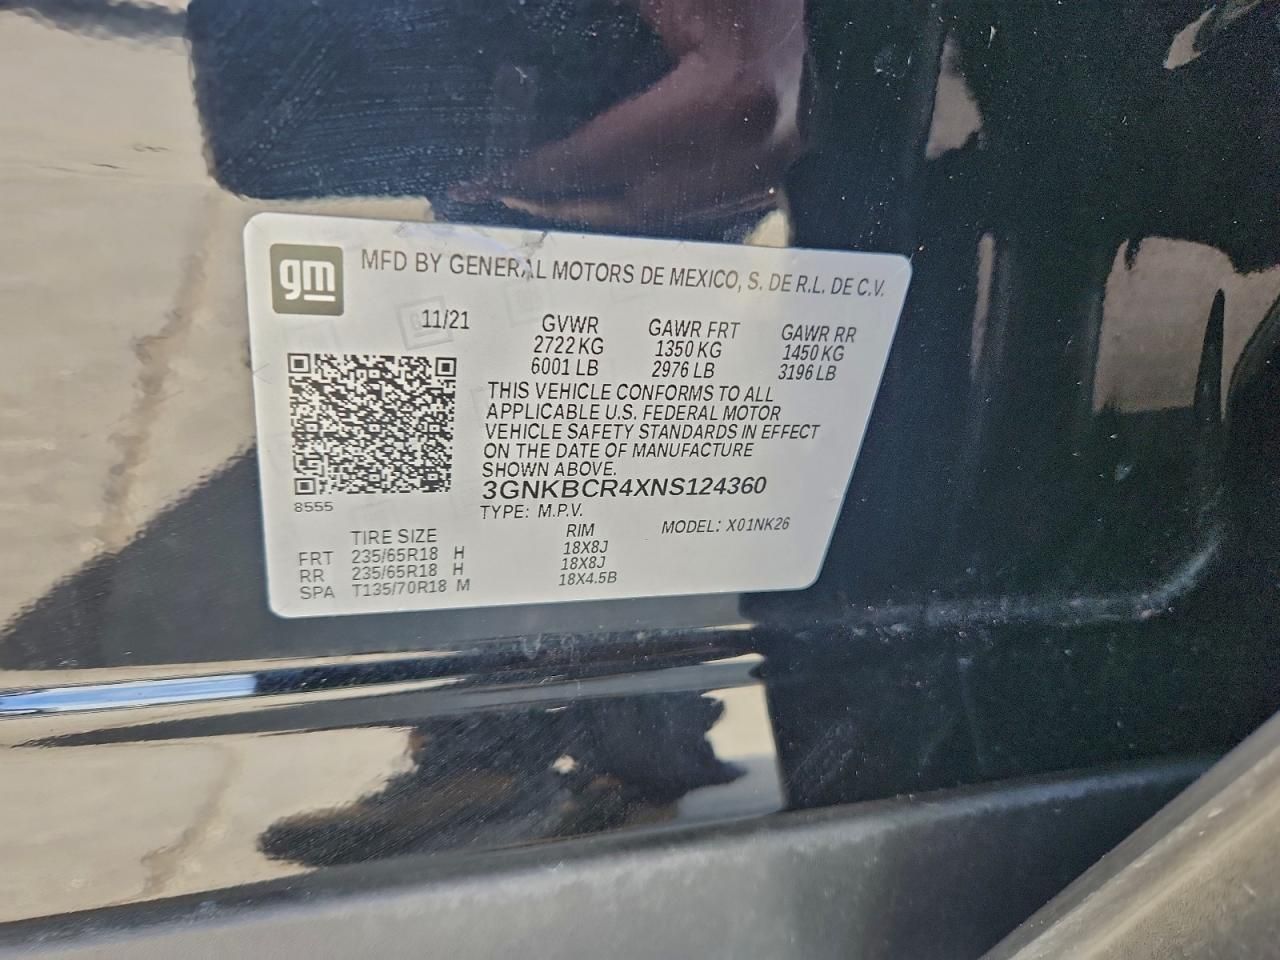 gm
MFD BY GENERAL MOTORS DE MEXICO, S. DE R.L. DE C.V.
11/21 GVWR GAWR FRT GAWR RR
2722 KG 1350 KG 1450 KG
6001 LB 2976 LB 3196 LB
THIS VEHICLE CONFORMS TO ALL
APPLICABLE U.S. FEDERAL MOTOR
VEHICLE SAFETY STANDARDS IN EFFECT
ON THE DATE OF MANUFACTURE
SHOWN ABOVE.
3GNKBCR4XNS124360
8555
TYPE: M.P.V. MODEL: X01NK26
TIRE SIZE RIM
FRT 235/65R18 H 18X8J
RR 235/65R18 H 18X8J
SPA T135/70R18 M 18X4.5B